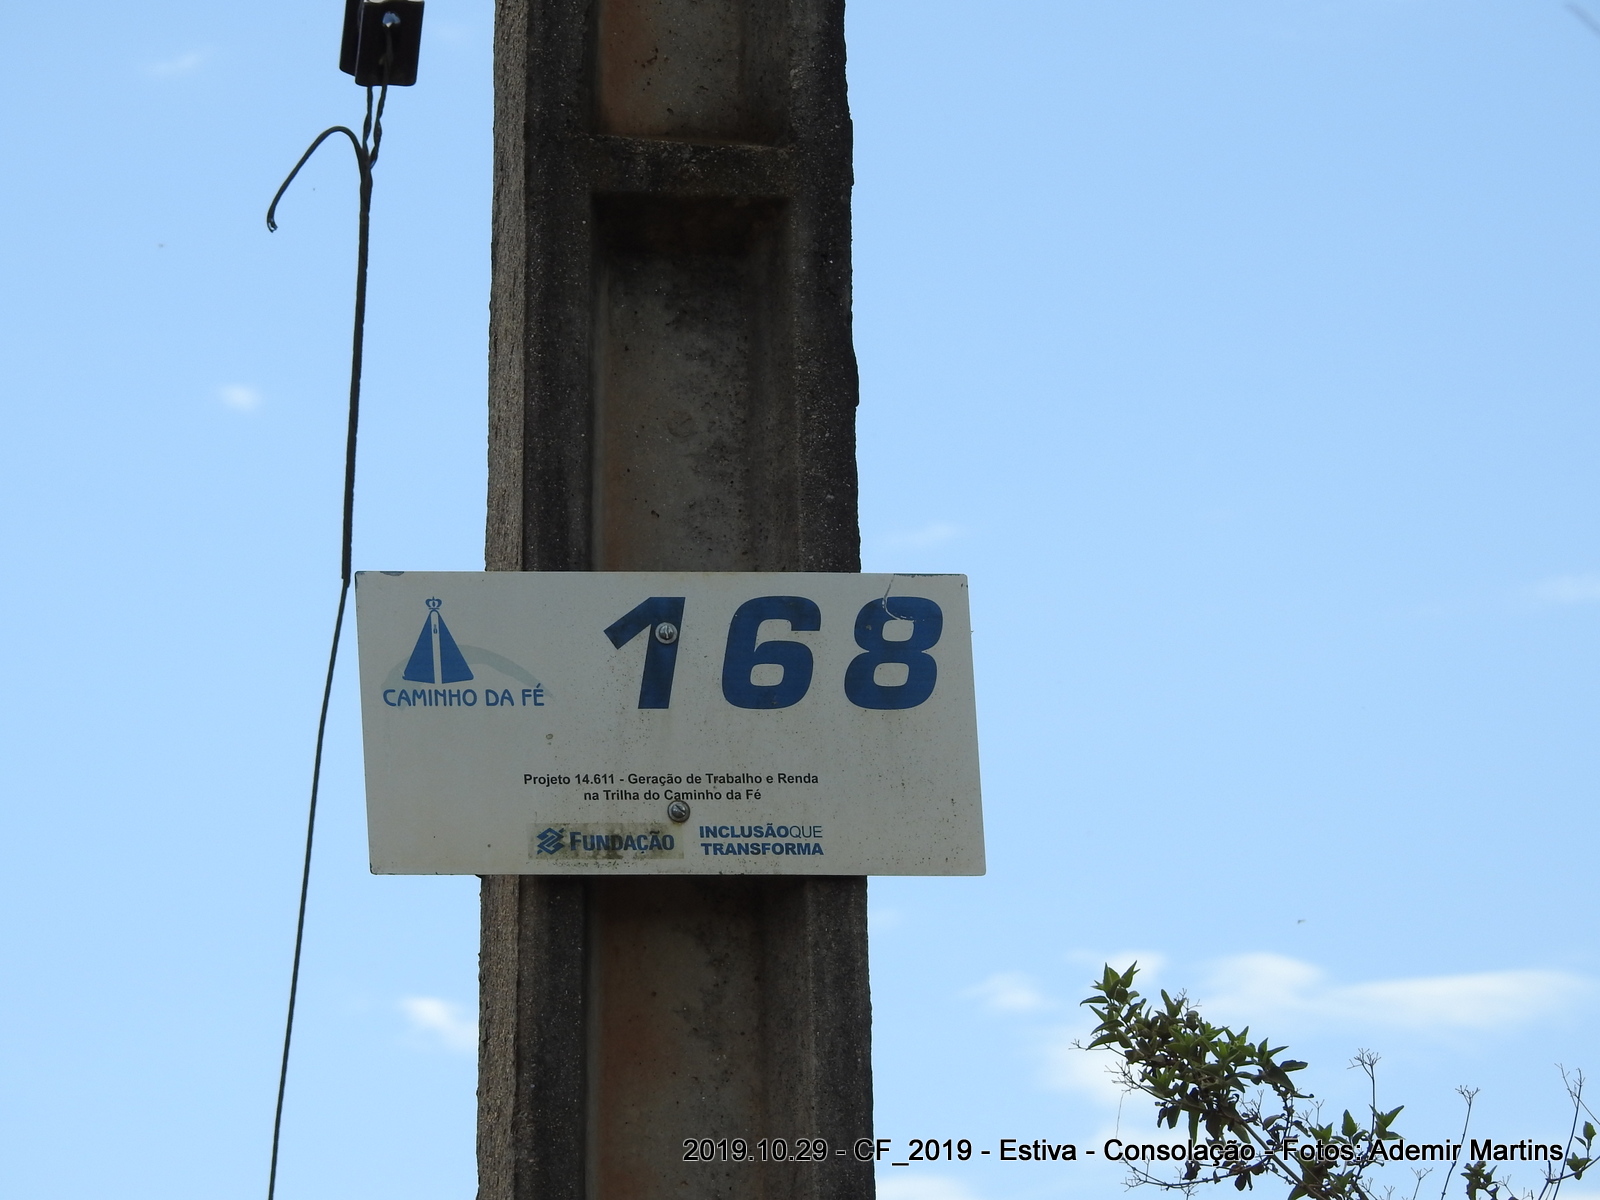 168
CAMINHO DA FÉ
Projeto 14.611 - Geração de Trabalho e Renda
na Trilha do Caminho da Fé
FUNDAÇÃO
INCLUSÃOQUE
TRANSFORMA
2019.10.29 - CF_2019 - Estiva - Consolação - Fotos: Ademir Martins